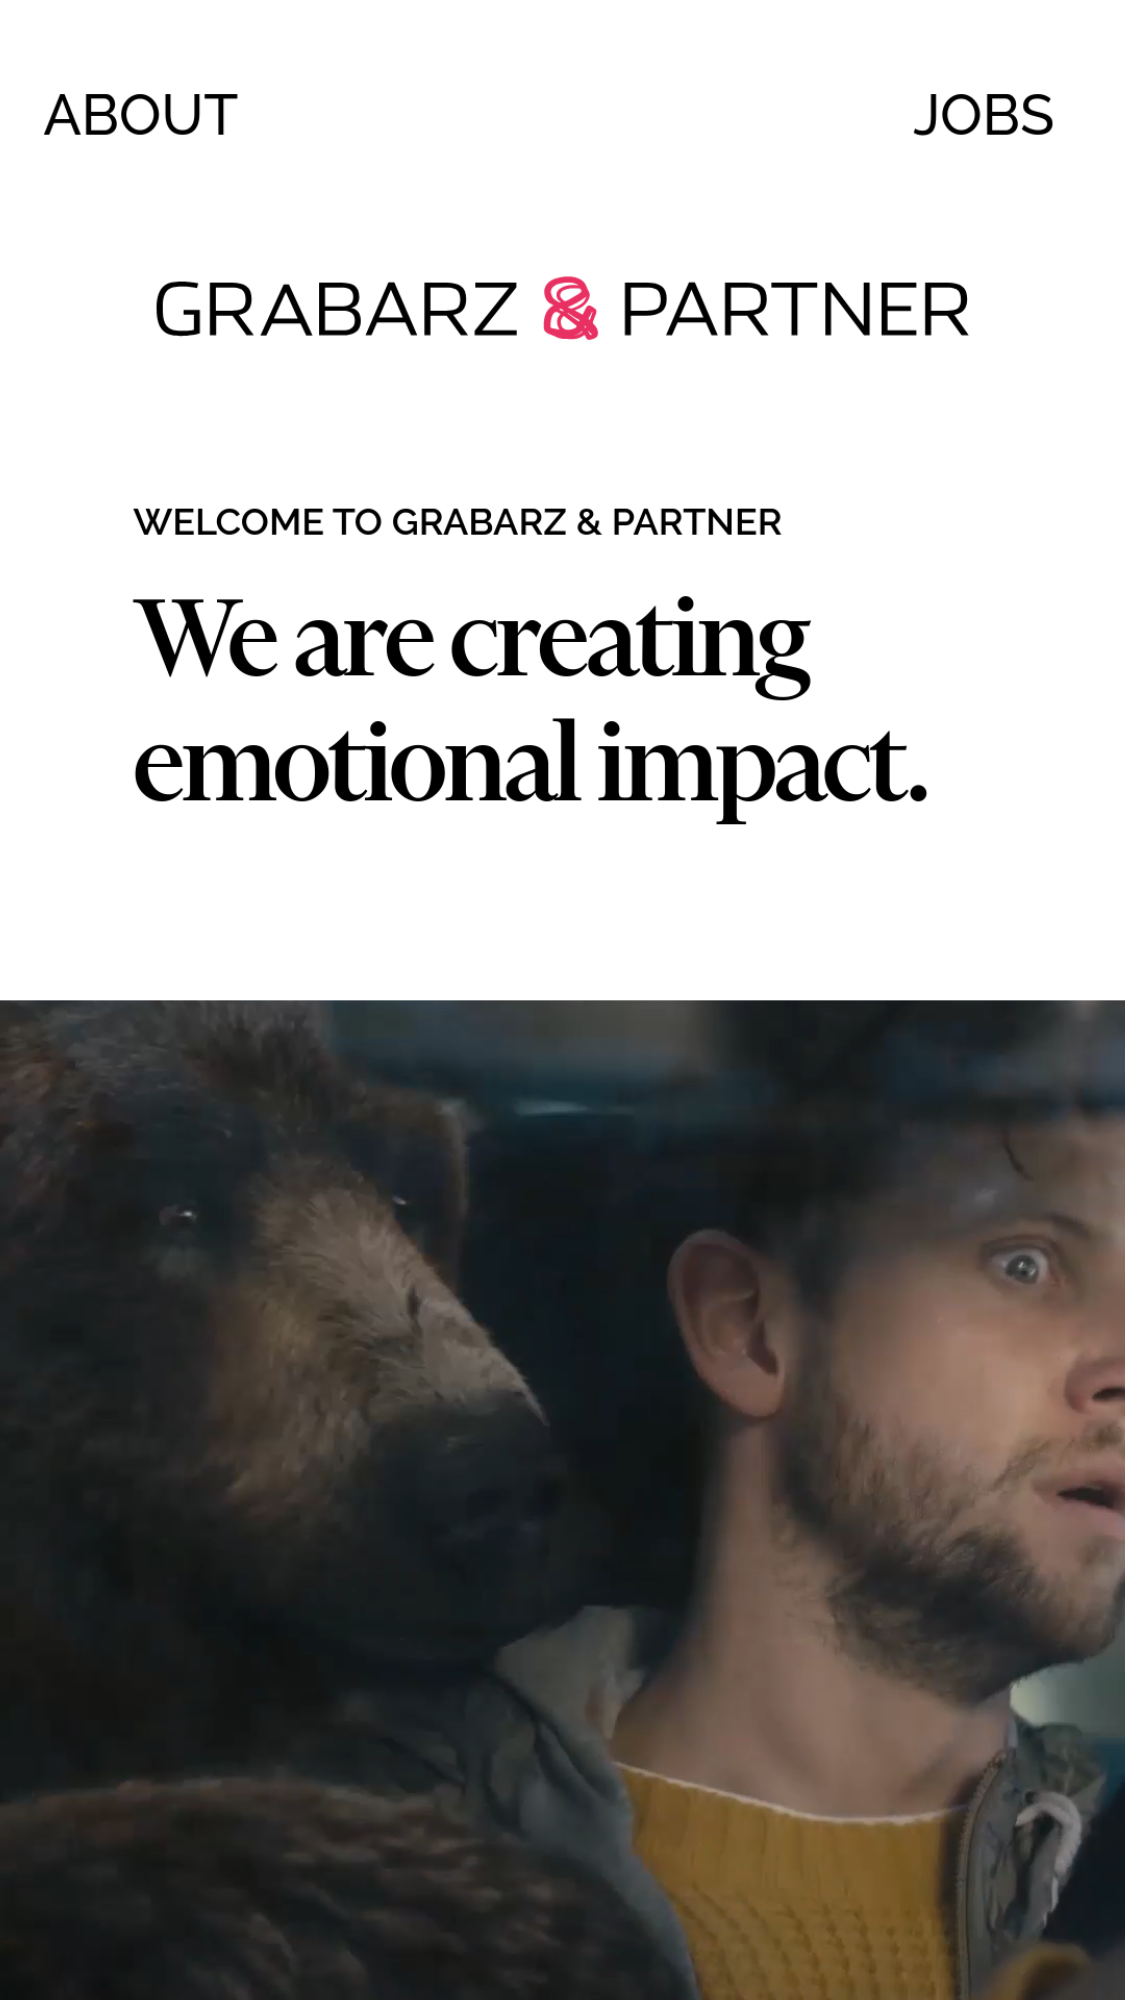 ABOUT
JOBS
GRABARZ & PARTNER
WELCOME TO GRABARZ & PARTNER
We are creating
emotional impact.